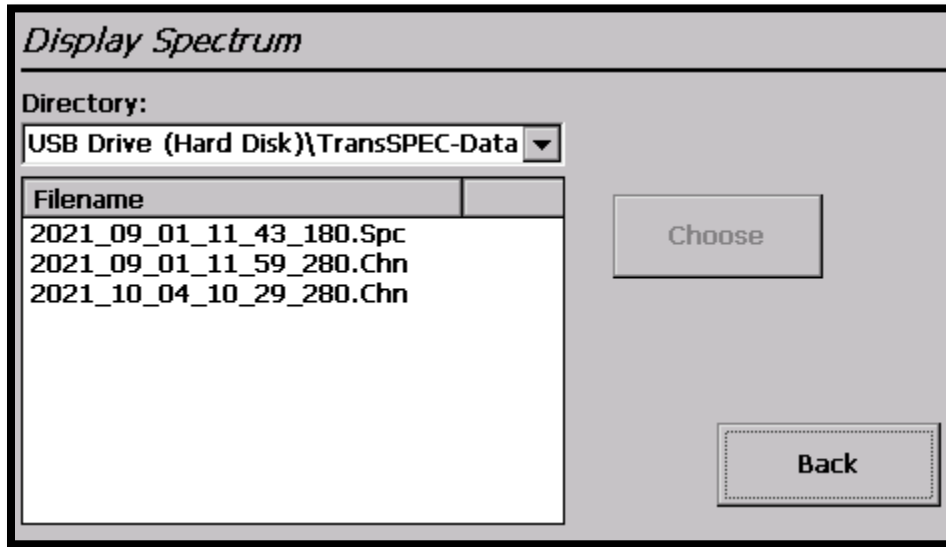 Display Spectrum
Directory:
USB Drive (Hard Disk)\TransSPEC-Data
Filename
2021_09_01_11_43_180.Spc
2021_09_01_11_59_280.Chn
2021_10_04_10_29_280.Chn
Choose
Back